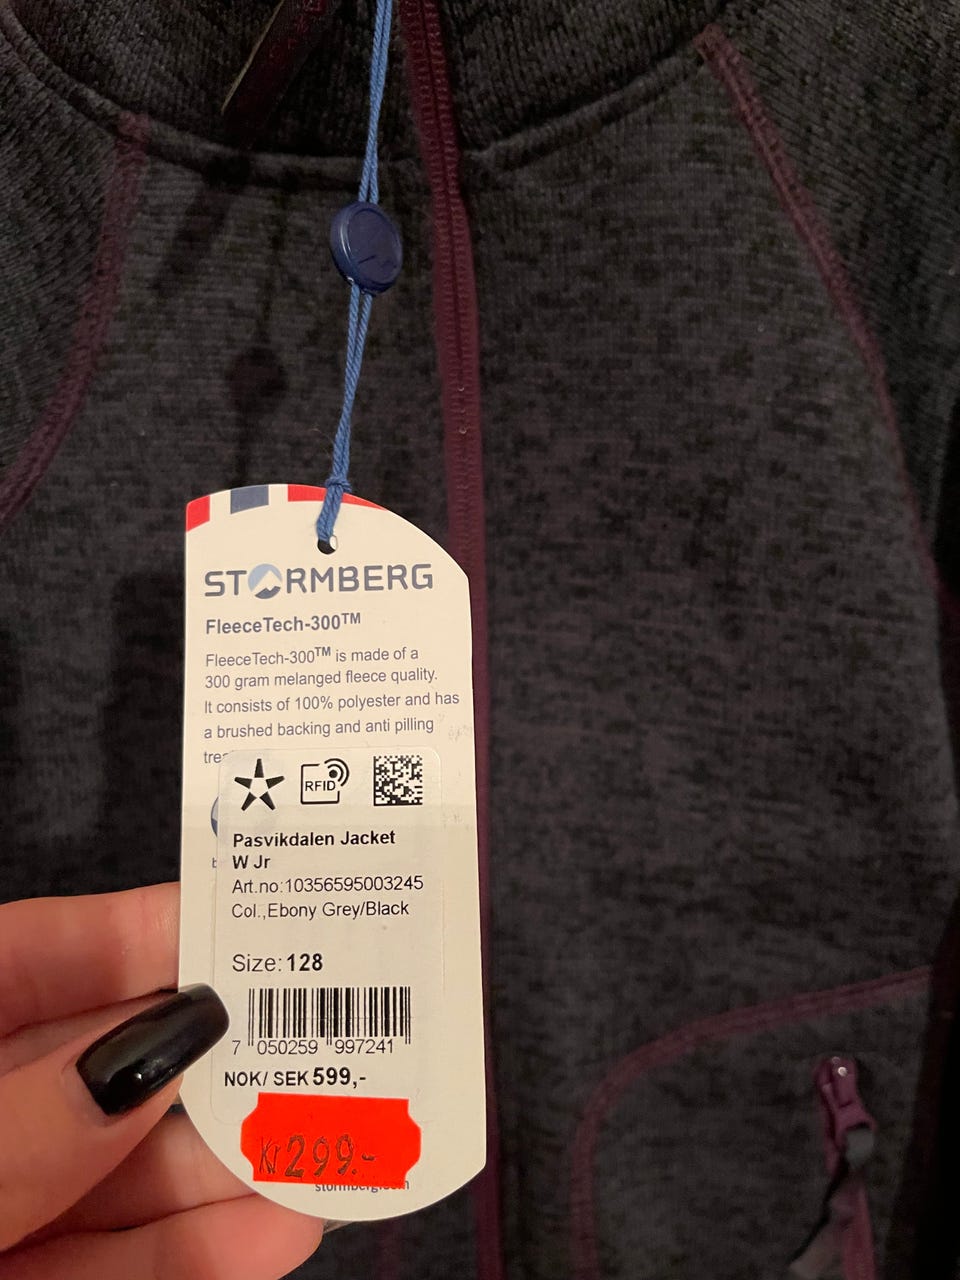 STORMBERG
FleeceTech-300™
FleeceTech-300™ is made of a
300 gram melanged fleece quality.
It consists of 100% polyester and has
a brushed backing and anti pilling
RFID
Pasvikdalen Jacket
W Jr
Art.no:10356595003245
Col.,Ebony Grey/Black
Size: 128
7 050259 997241
NOK/ SEK 599,-
Kr 299.-
stormberg.com